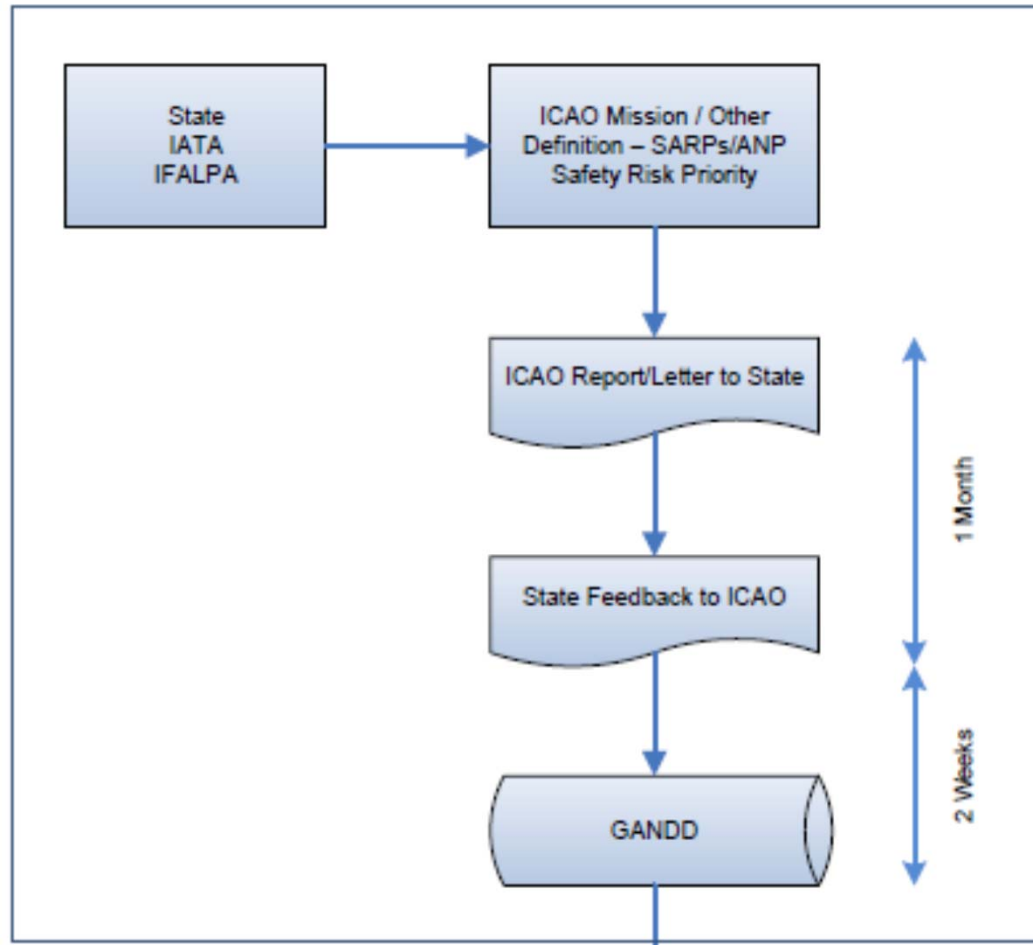 State
IATA
IFALPA
ICAO Mission / Other
Definition – SARPs/ANP
Safety Risk Priority
ICAO Report/Letter to State
1 Month
State Feedback to ICAO
2 Weeks
GANDD